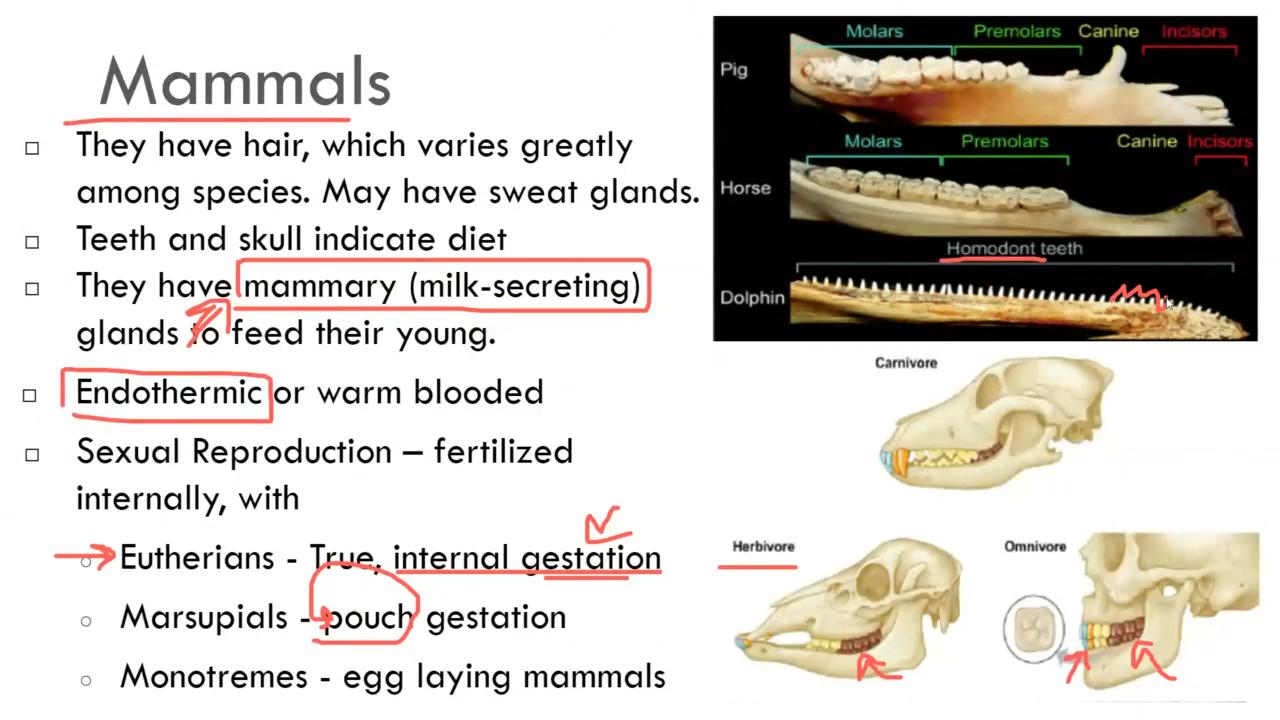 Mammals
□ They have hair, which varies greatly
among species. May have sweat glands.
□ Teeth and skull indicate diet
□ They have mammary (milk-secreting)
glands to feed their young.
□ Endothermic or warm blooded
□ Sexual Reproduction – fertilized
internally, with
○ Eutherians - True, internal gestation
○ Marsupials - pouch gestation
○ Monotremes - egg laying mammals
Molars Premolars Canine Incisors
Pig
Molars Premolars Canine Incisors
Horse
Homodont teeth
Dolphin
Carnivore
Herbivore
Omnivore